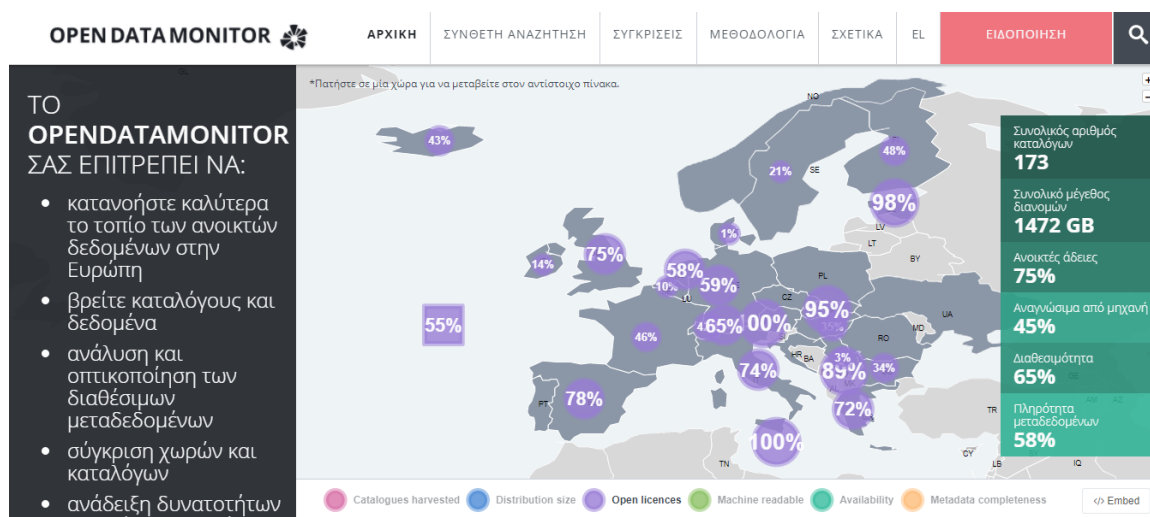 OPEN DATA MONITOR
ΑΡΧΙΚΗ
ΣΥΝΘΕΤΗ ΑΝΑΖΗΤΗΣΗ
ΣΥΓΚΡΙΣΕΙΣ
ΜΕΘΟΔΟΛΟΓΙΑ
ΣΧΕΤΙΚΑ
EL
ΕΙΔΟΠΟΙΗΣΗ
ΤΟ
OPENDATAMONITOR
ΣΑΣ ΕΠΙΤΡΕΠΕΙ ΝΑ:
• κατανοήστε καλύτερα
το τοπίο των ανοικτών
δεδομένων στην
Ευρώπη
• βρείτε καταλόγους και
δεδομένα
• ανάλυση και
οπτικοποίηση των
διαθέσιμων
μεταδεδομένων
• σύγκριση χωρών και
καταλόγων
• ανάδειξη δυνατοτήτων
*Πατήστε σε μία χώρα για να μεταβείτε στον αντίστοιχο πίνακα.
NO
43%
48%
21%
SE
98%
LV
LT
1%
BY
75%
14%
58%
10%
59%
PL
CZ
95%
UA
55%
65%
100%
35%
MD
46%
RO
HR
BA
3%
74%
89%
34%
78%
PT
72%
TR
100%
TN
CY
LB
IQ
Συνολικός αριθμός
καταλόγων
173
Συνολικό μέγεθος
διανομών
1472 GB
Ανοικτές άδειες
75%
Αναγνώσιμα από μηχανή
45%
Διαθεσιμότητα
65%
Πληρότητα
μεταδεδομένων
58%
Catalogues harvested
Distribution size
Open licences
Machine readable
Availability
Metadata completeness
</> Embed